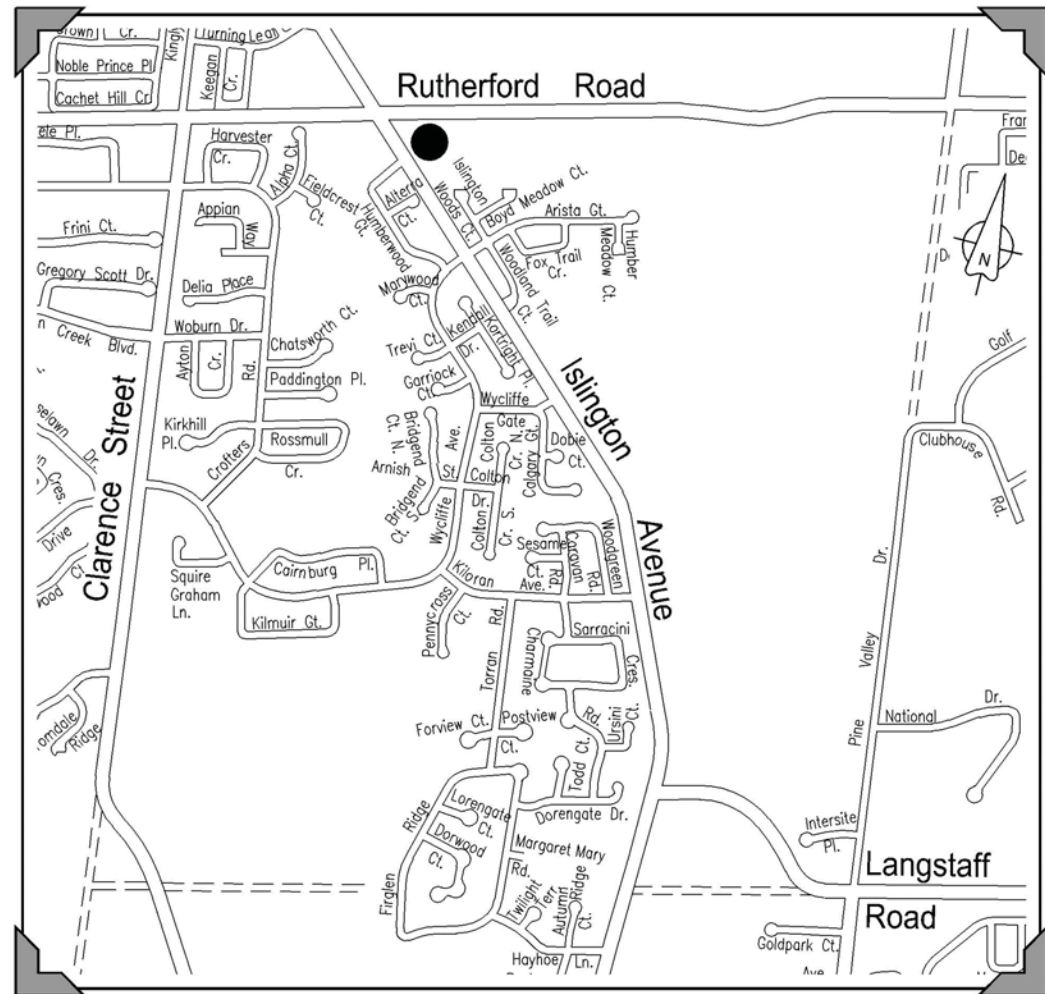 Cr.
Turning Leaf
Noble Prince Pl
Keegan
Cr.
Cachet Hill Cr
Rutherford Road
Pl.
Harvester
Cr.
Alpha Ct.
Fieldcrest
Ct.
Alterra
Ct.
Islington
Woods Ct.
Boyd Meadow Ct.
Arista Gt.
Humber
Meadow Ct.
Fox Trail
Cr.
Woodland Trail
Ct.
Humberwood
Gt.
Appian
Way
Frini Ct.
Gregory Scott Dr.
Delia Place
Marywood
Ct.
N
Creek Blvd.
Woburn Dr.
Ayton
Cr.
Rd.
Chatsworth Ct.
Paddington Pl.
Trevi Ct.
Kendall
Dr.
Kartright Pl.
Garriock
Ct.
Wycliffe
Gate
Islington
Avenue
Golf
Clubhouse
Rd.
Kirkhill
Pl.
Rossmull
Cr.
Crofters
Clarence Street
Bridgend
Ct. N.
Arnish
St.
Ave.
Colton
Cr. N.
Calgary Gt.
Dobie
Ct.
Colton
Dr.
Bridgend
Ct. S.
Wycliffe
Colton
Cr. S.
Dr.
Cres.
Drive
Ct
Squire
Graham
Ln.
Cairnburg Pl.
Kilmuir Gt.
Kiloran
Ave.
Pennycross
Ct.
Sesame
Ct.
Caravan
Rd.
Woodgreen
Rd.
Sarracini
Cres.
Charmaine
Rd.
Torran
Rd.
Forview Ct.
Postview
Ct.
Ursini
Ct.
Todd Ct.
Dorengate Dr.
Ridge
Lorengate
Ct.
Dorwood
Ct.
Margaret Mary
Rd.
Firglen
Twilight
Terr.
Autumn
Ridge
Ct.
Hayhoe
Ln.
Pine
Valley
Dr.
National
Dr.
Intersite
Pl.
Langstaff
Road
Goldpark Ct.
Ave.
Ridge